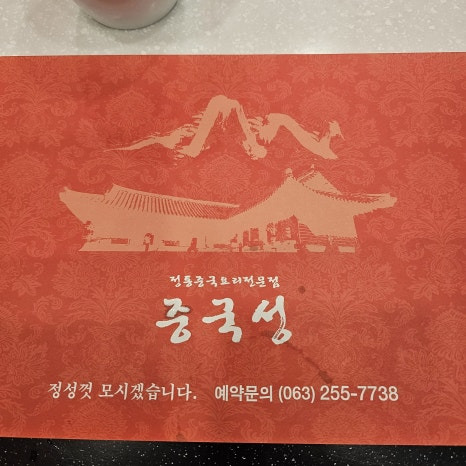 정통중국요리전문점
중국성
정성껏 모시겠습니다. 예약문의 (063) 255-7738